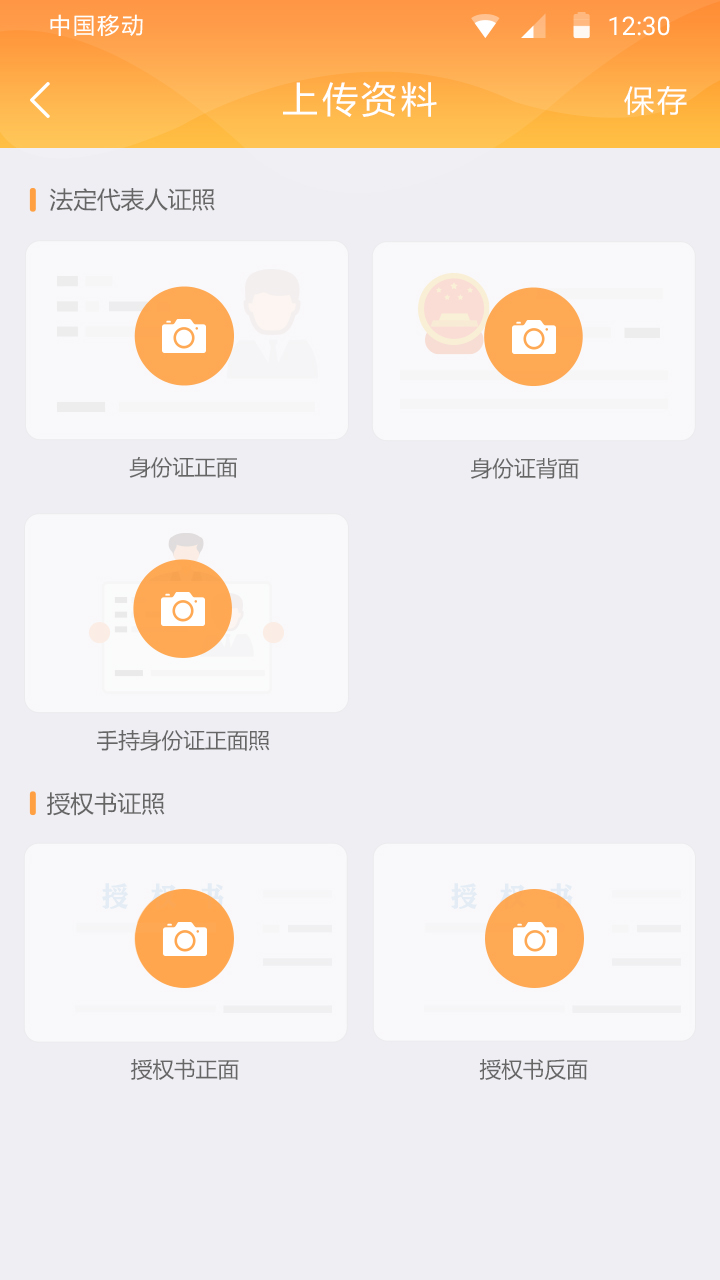 中国移动 12:30
上传资料 保存
法定代表人证照
身份证正面 身份证背面
手持身份证正面照
授权书证照
授 权 书 授 权 书
授权书正面 授权书反面